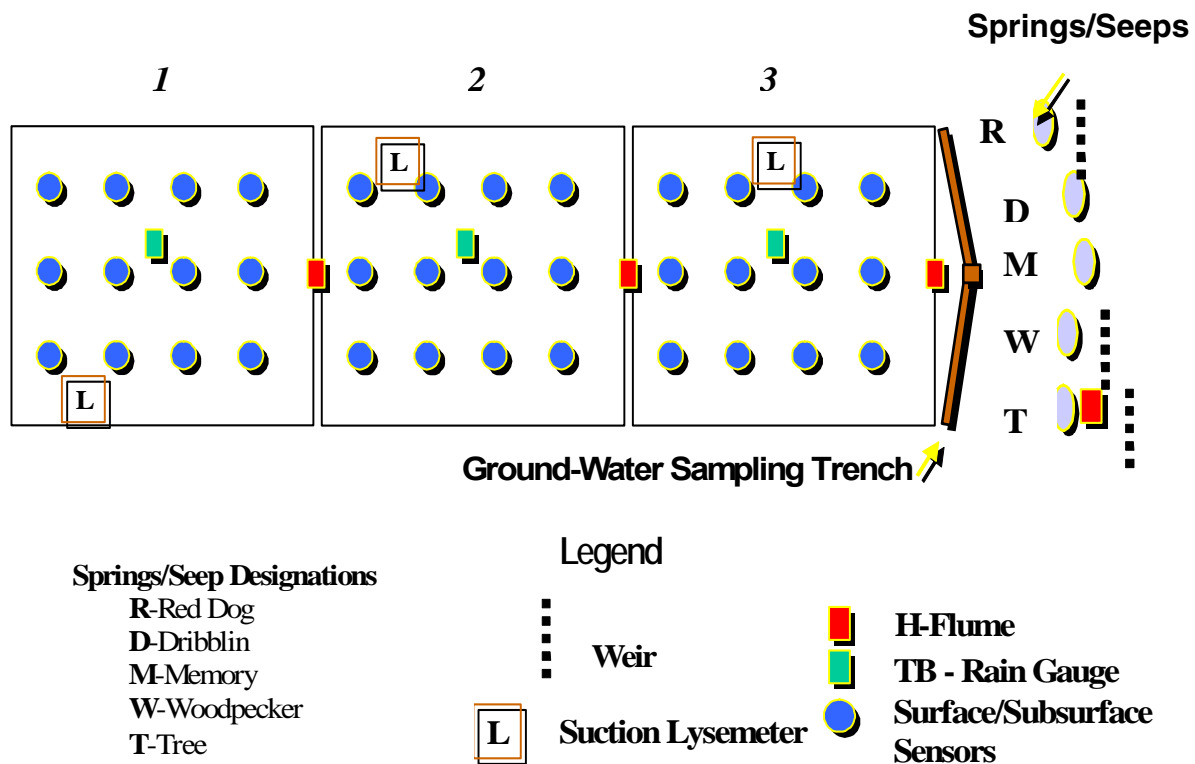 Springs/Seeps
1 2 3
L L R
D
M
W
L T
Ground-Water Sampling Trench
Legend
Springs/Seep Designations
R-Red Dog
D-Dribblin
M-Memory
W-Woodpecker
T-Tree
Weir
L Suction Lysemeter
H-Flume
TB - Rain Gauge
Surface/Subsurface
Sensors